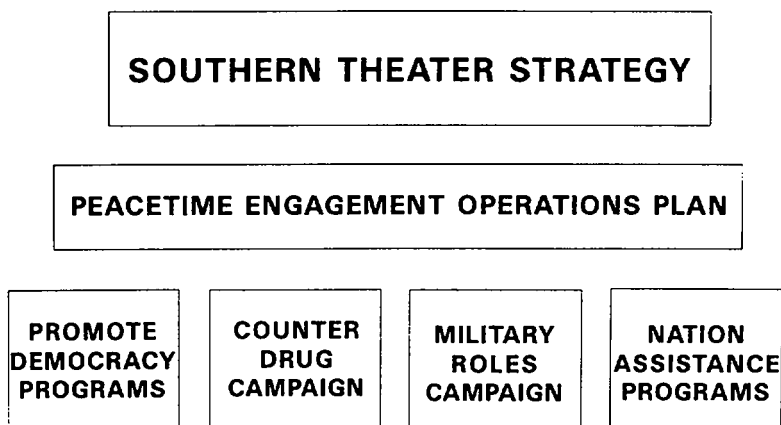 SOUTHERN THEATER STRATEGY
PEACETIME ENGAGEMENT OPERATIONS PLAN
PROMOTE
DEMOCRACY
PROGRAMS
COUNTER
DRUG
CAMPAIGN
MILITARY
ROLES
CAMPAIGN
NATION
ASSISTANCE
PROGRAMS